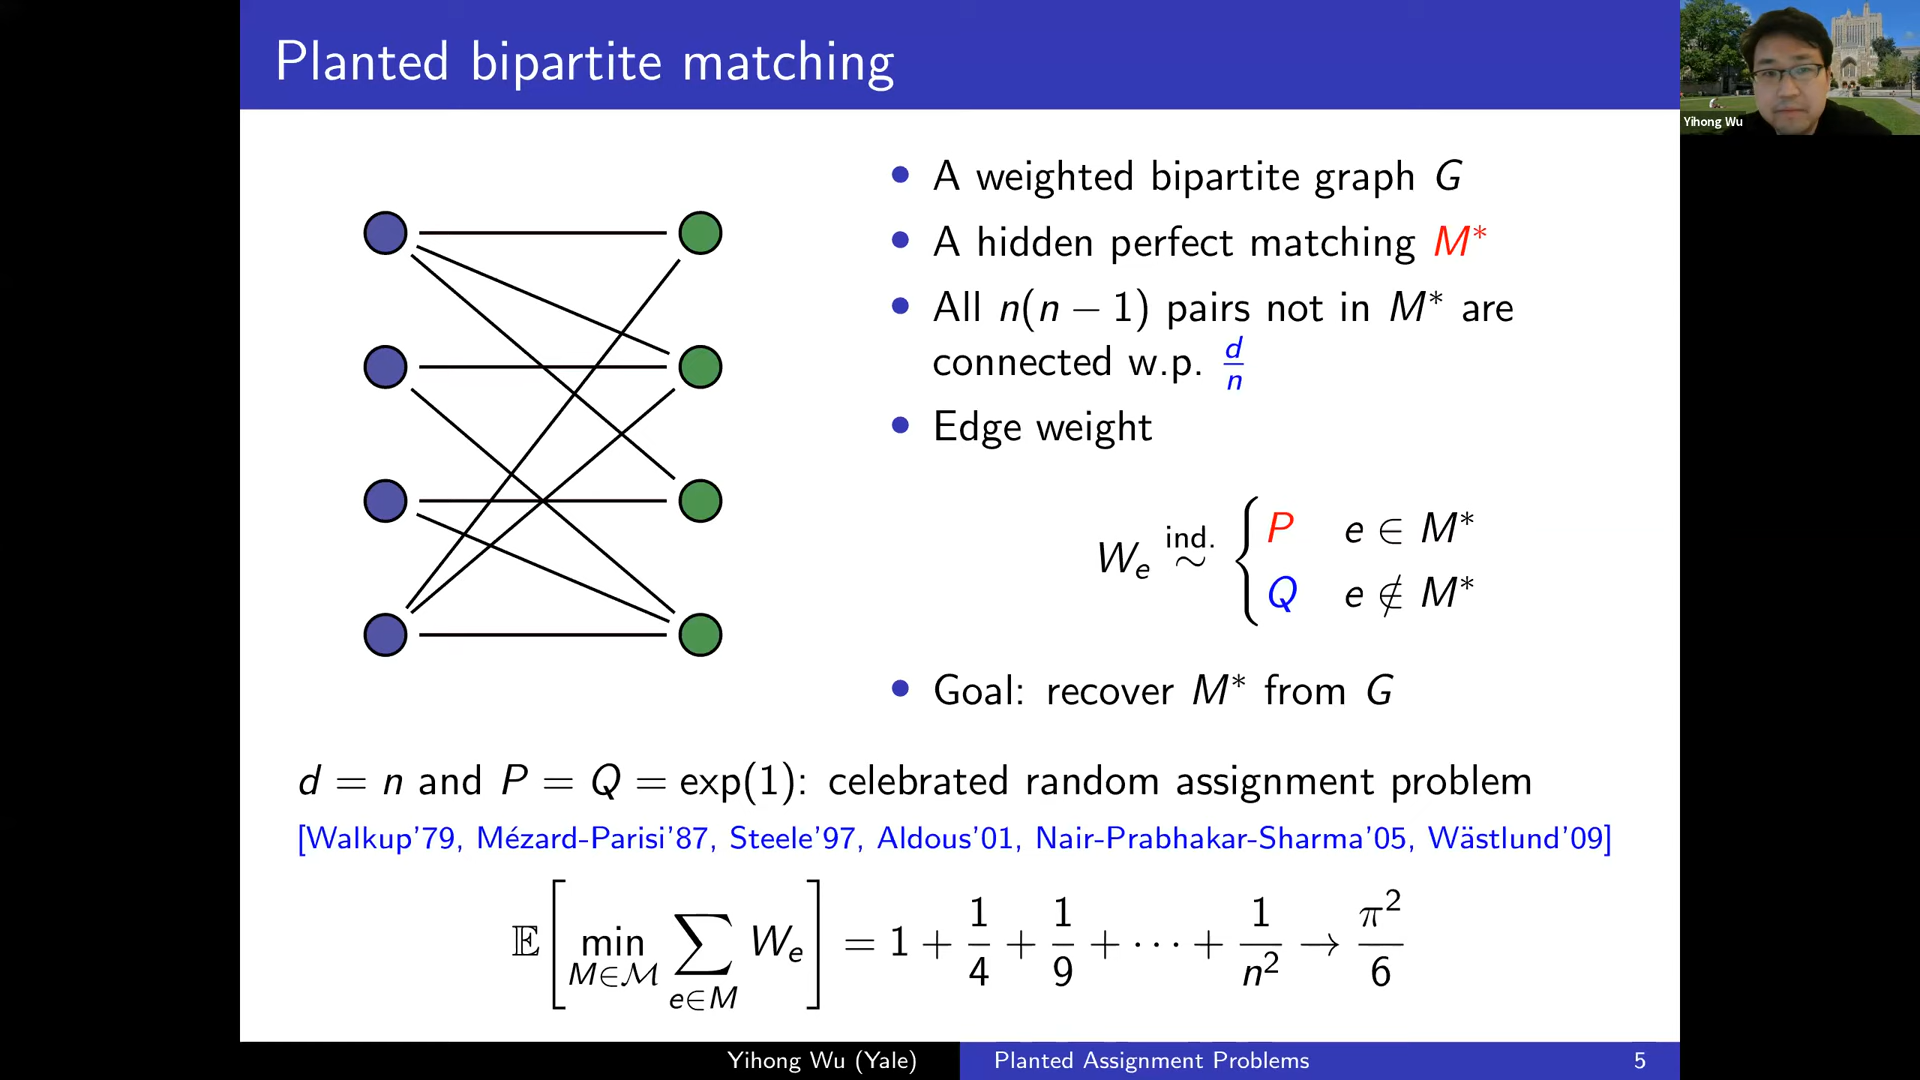 Planted bipartite matching
Yihong Wu
• A weighted bipartite graph G
• A hidden perfect matching M*
• All n(n − 1) pairs not in M* are
connected w.p. d/n
• Edge weight
W_e ind. ∼ { P e ∈ M*
Q e ∉ M*
• Goal: recover M* from G
d = n and P = Q = exp(1): celebrated random assignment problem
[Walkup'79, Mézard-Parisi'87, Steele'97, Aldous'01, Nair-Prabhakar-Sharma'05, Wästlund'09]
𝔼[min_{M∈ℳ} ∑_{e∈M} W_e] = 1 + 1/4 + 1/9 + ⋯ + 1/n² → π²/6
Yihong Wu (Yale) Planted Assignment Problems 5